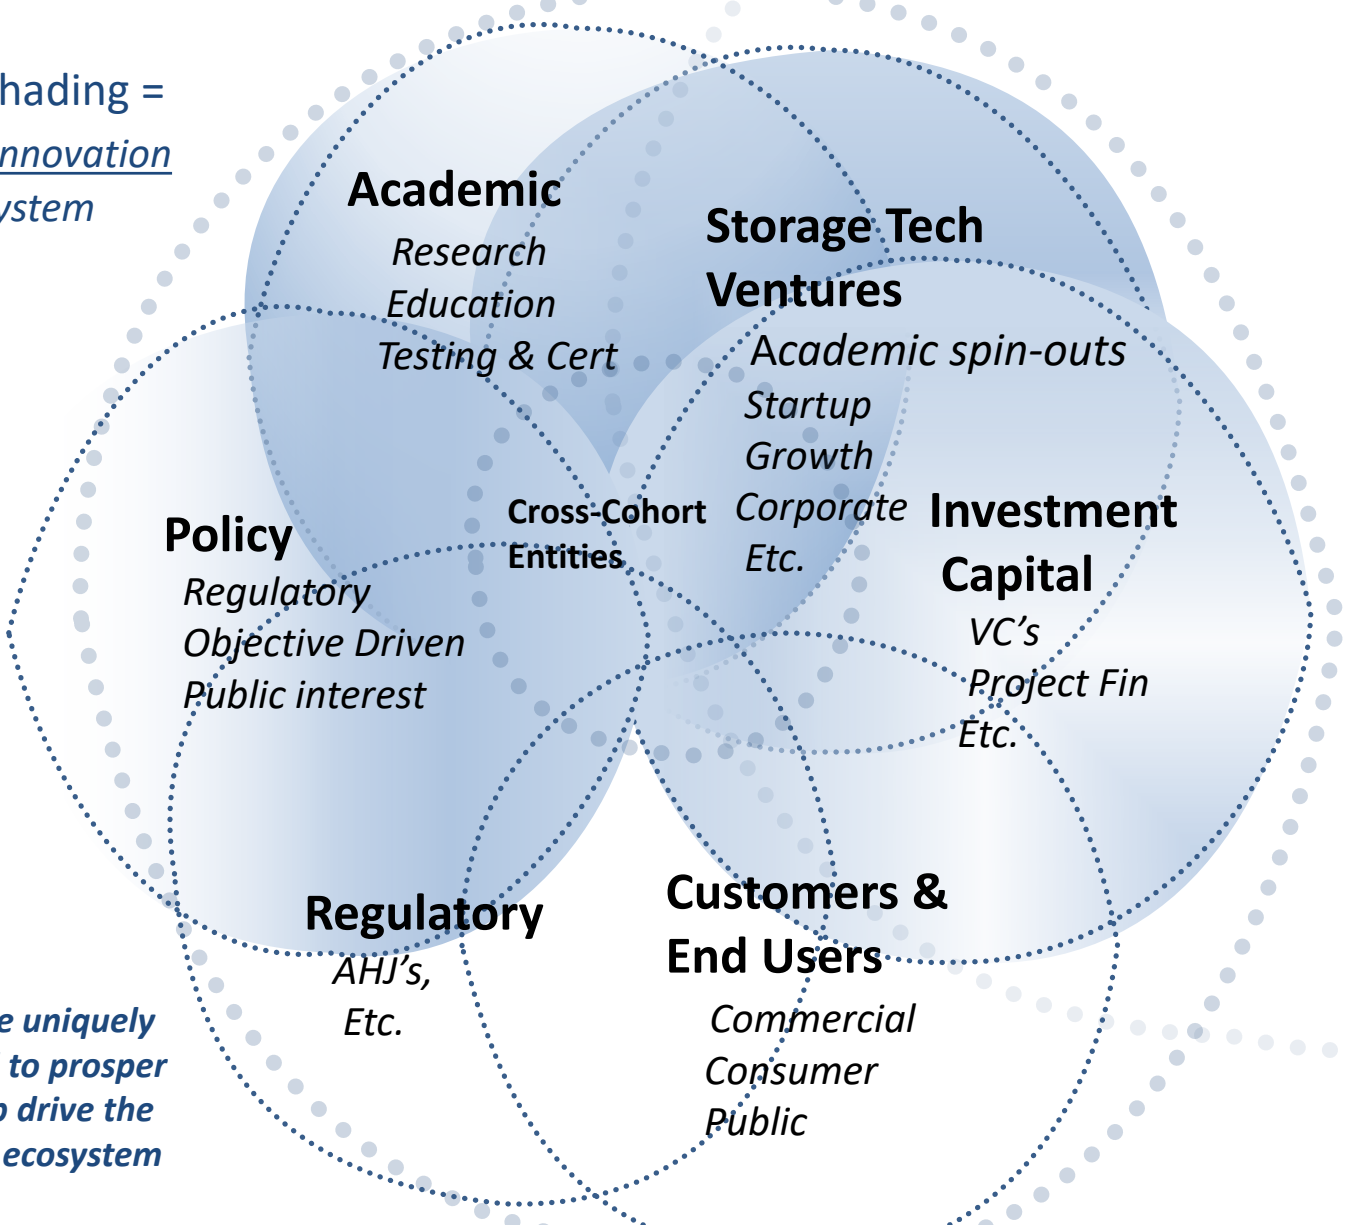 hading =
nnovation
ystem
Academic
Research
Education
Testing & Cert
Storage Tech
Ventures
Academic spin-outs
Startup
Growth
Corporate
Etc.
Cross-Cohort
Entities
Investment
Capital
VC's
Project Fin
Etc.
Policy
Regulatory
Objective Driven
Public interest
Regulatory
AHJ's,
Etc.
Customers &
End Users
Commercial
Consumer
Public
e uniquely
to prosper
drive the
ecosystem